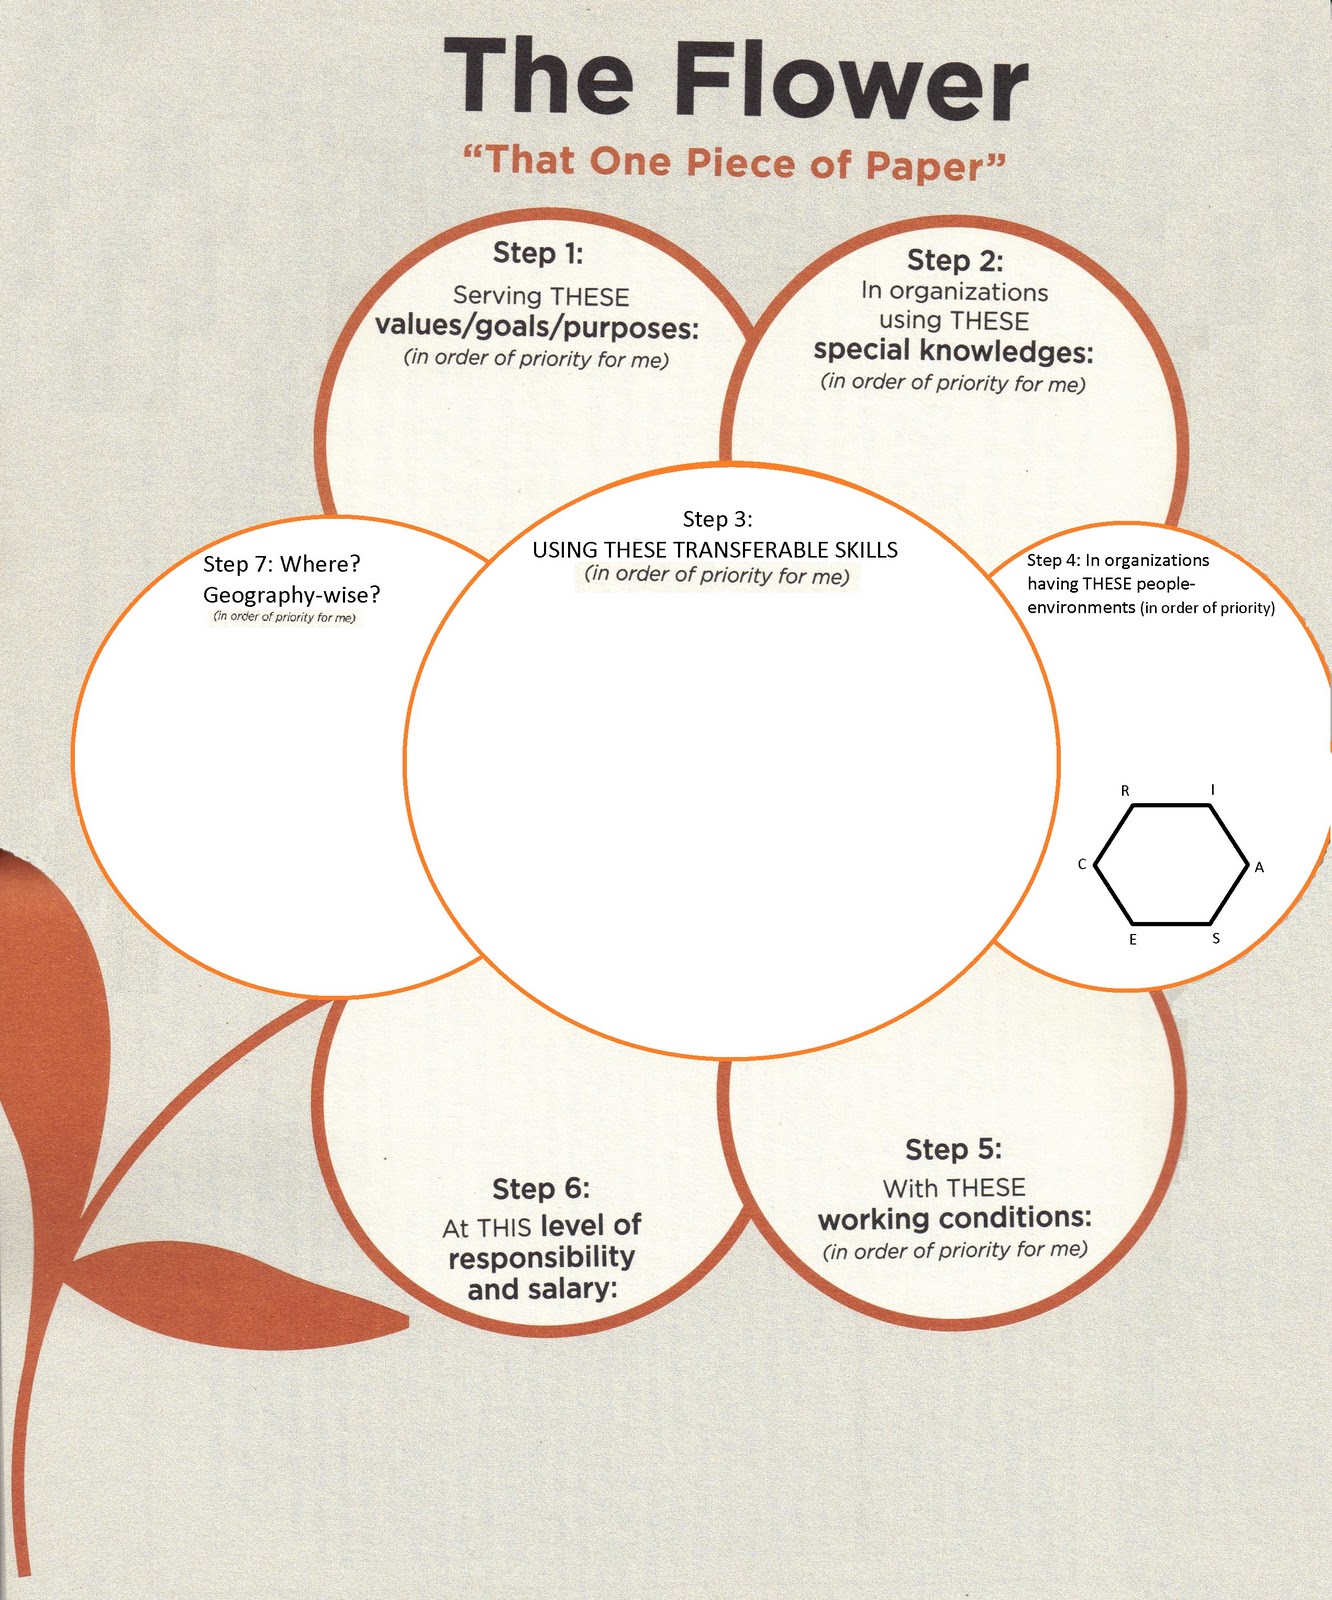 The Flower
“That One Piece of Paper”
Step 1:
Serving THESE
values/goals/purposes:
(in order of priority for me)
Step 2:
In organizations
using THESE
special knowledges:
(in order of priority for me)
Step 3:
USING THESE TRANSFERABLE SKILLS
(in order of priority for me)
Step 4: In organizations
having THESE people-
environments (in order of priority)
R
I
C
A
E
S
Step 5:
With THESE
working conditions:
(in order of priority for me)
Step 6:
At THIS level of
responsibility
and salary:
Step 7: Where?
Geography-wise?
(in order of priority for me)